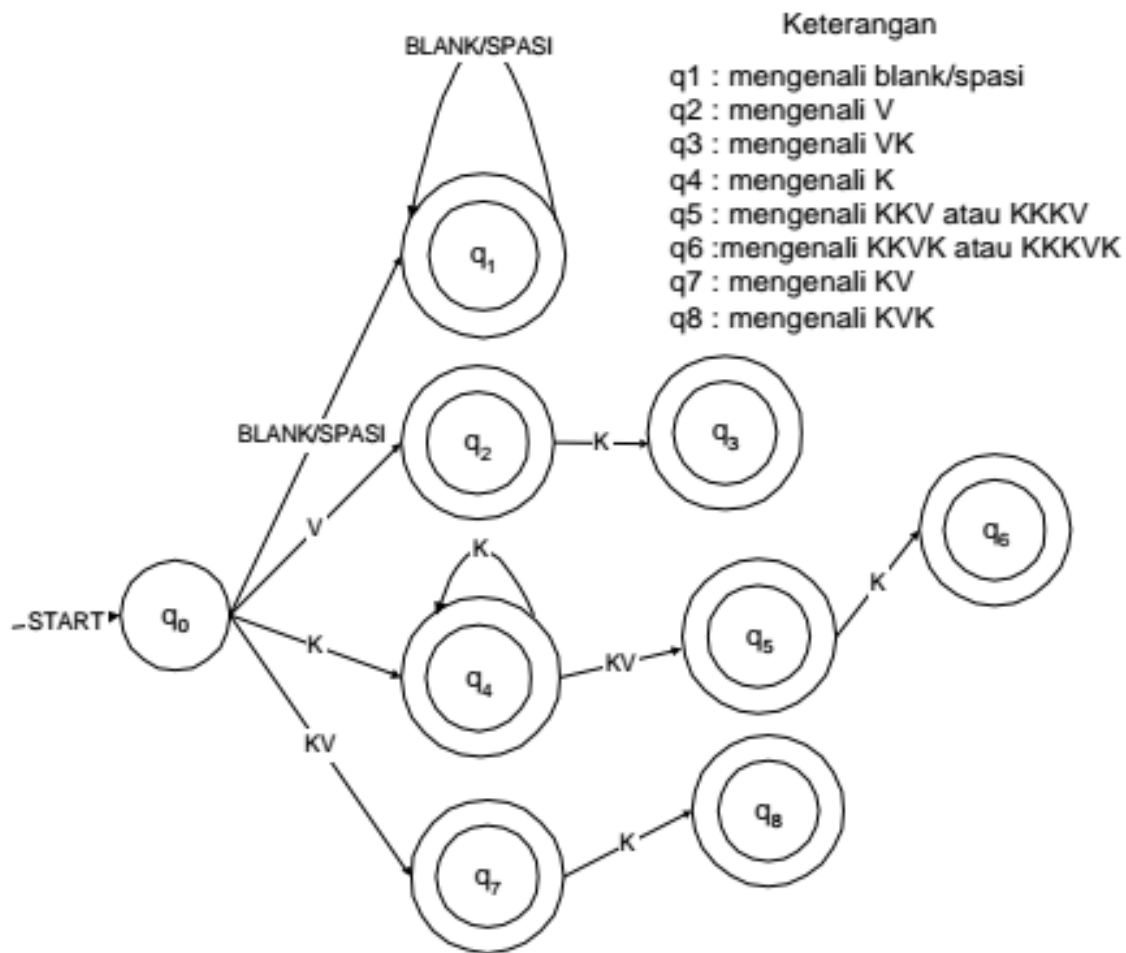 Keterangan
BLANK/SPASI
q1 : mengenali blank/spasi
q2 : mengenali V
q3 : mengenali VK
q4 : mengenali K
q5 : mengenali KKV atau KKKV
q6 :mengenali KKVK atau KKKVK
q7 : mengenali KV
q8 : mengenali KVK
q1
BLANK/SPASI
q2
K
q3
V
K
q6
K
START
q0
K
q4
KV
q5
KV
q7
K
q8